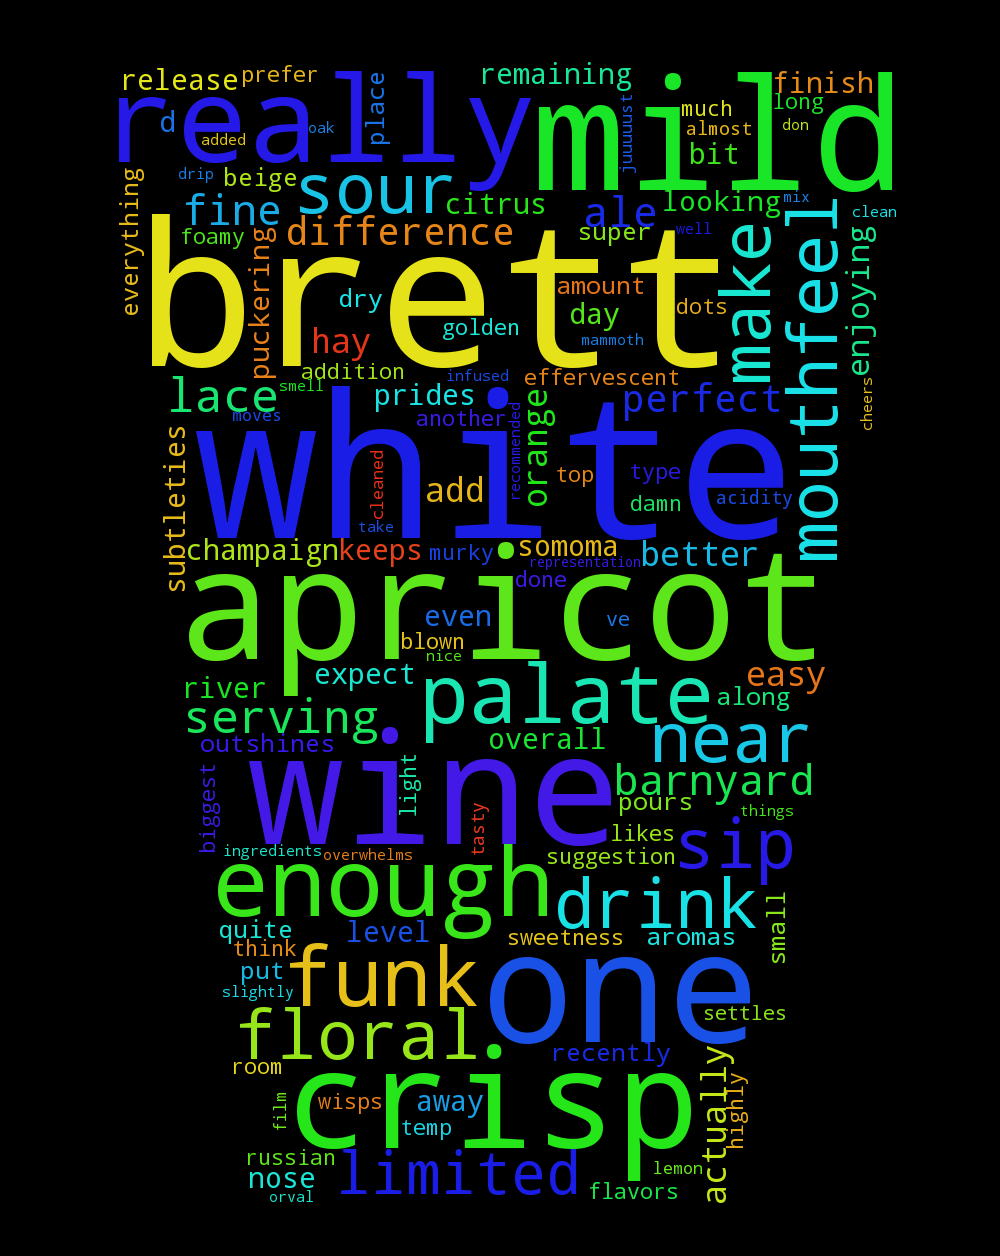 release prefer remaining finish
really mild
d added oak place juuuuust much almost long don bit
everything drip beige sour citrus ale looking mix clean
fine foamy puckering difference super well make mouthfeel enjoying
brett
dry golden amount day dots mammoth
hay addition infused effervescent cheers
lace smell moves prides another recommended orange perfect
white
subtleties cleaned take add top type damn acidity
champaign keeps murky somoma representation done better
apricot
even blown nice ve
river expect palate along easy
serving outshines overall near
wine
biggest light tasty barnyard pours things
ingredients overwhelms likes suggestion sip
enough drink small
quite think level sweetness aromas
put slightly funk one settles
floral recently
room film wisps away temp actually highly
crisp
russian nose orval limited lemon flavors